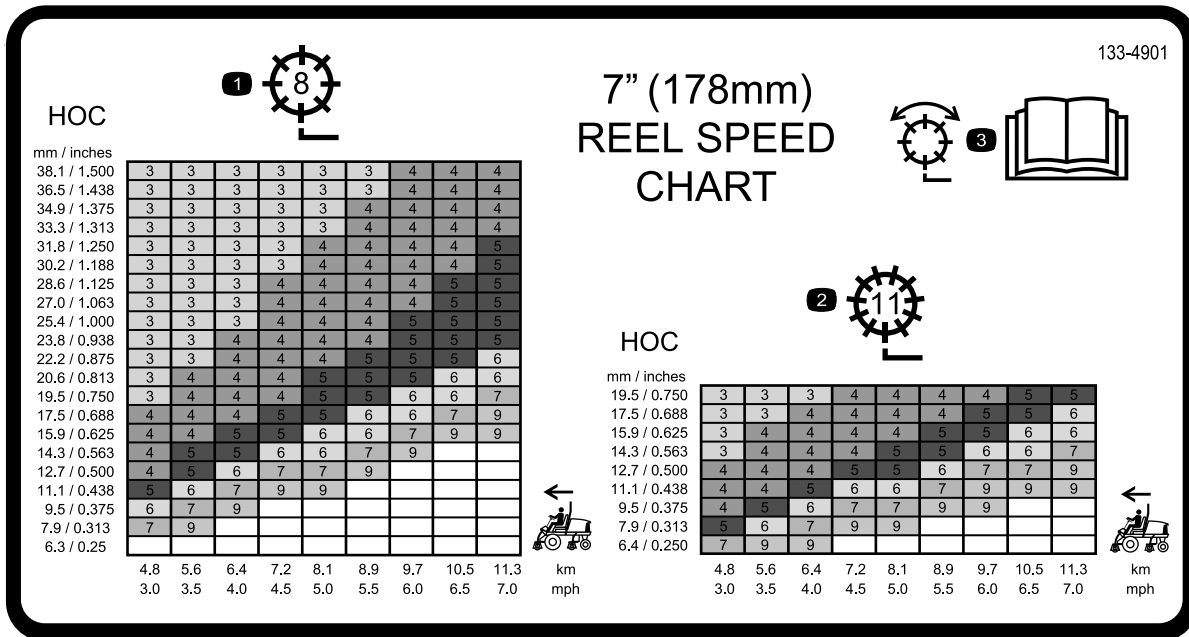 133-4901
7” (178mm)
REEL SPEED
CHART
1
8
HOC
mm / inches
38.1 / 1.500 3 3 3 3 3 3 4 4 4
36.5 / 1.438 3 3 3 3 3 3 4 4 4
34.9 / 1.375 3 3 3 3 3 4 4 4 4
33.3 / 1.313 3 3 3 3 3 4 4 4 4
31.8 / 1.250 3 3 3 3 4 4 4 4 5
30.2 / 1.188 3 3 3 3 4 4 4 4 5
28.6 / 1.125 3 3 3 4 4 4 4 5 5
27.0 / 1.063 3 3 3 4 4 4 4 5 5
25.4 / 1.000 3 3 3 4 4 4 5 5 5
23.8 / 0.938 3 3 4 4 4 4 5 5 5
22.2 / 0.875 3 3 4 4 4 5 5 5 6
20.6 / 0.813 3 4 4 4 5 5 5 6 6
19.5 / 0.750 3 4 4 4 5 5 6 6 7
17.5 / 0.688 4 4 4 5 5 6 6 7 9
15.9 / 0.625 4 4 5 5 6 6 7 9 9
14.3 / 0.563 4 5 5 6 6 7 9
12.7 / 0.500 4 5 6 7 7 9
11.1 / 0.438 5 6 7 9 9
9.5 / 0.375 6 7 9
7.9 / 0.313 7 9
6.3 / 0.25
4.8 5.6 6.4 7.2 8.1 8.9 9.7 10.5 11.3 km
3.0 3.5 4.0 4.5 5.0 5.5 6.0 6.5 7.0 mph
3
2
11
HOC
mm / inches
19.5 / 0.750 3 3 3 4 4 4 4 5 5
17.5 / 0.688 3 3 4 4 4 4 5 5 6
15.9 / 0.625 3 4 4 4 4 5 5 6 6
14.3 / 0.563 3 4 4 4 5 5 6 6 7
12.7 / 0.500 4 4 4 5 5 6 7 7 9
11.1 / 0.438 4 4 5 6 6 7 9 9 9
9.5 / 0.375 4 5 6 7 7 9 9
7.9 / 0.313 5 6 7 9 9
6.4 / 0.250 7 9 9
4.8 5.6 6.4 7.2 8.1 8.9 9.7 10.5 11.3 km
3.0 3.5 4.0 4.5 5.0 5.5 6.0 6.5 7.0 mph